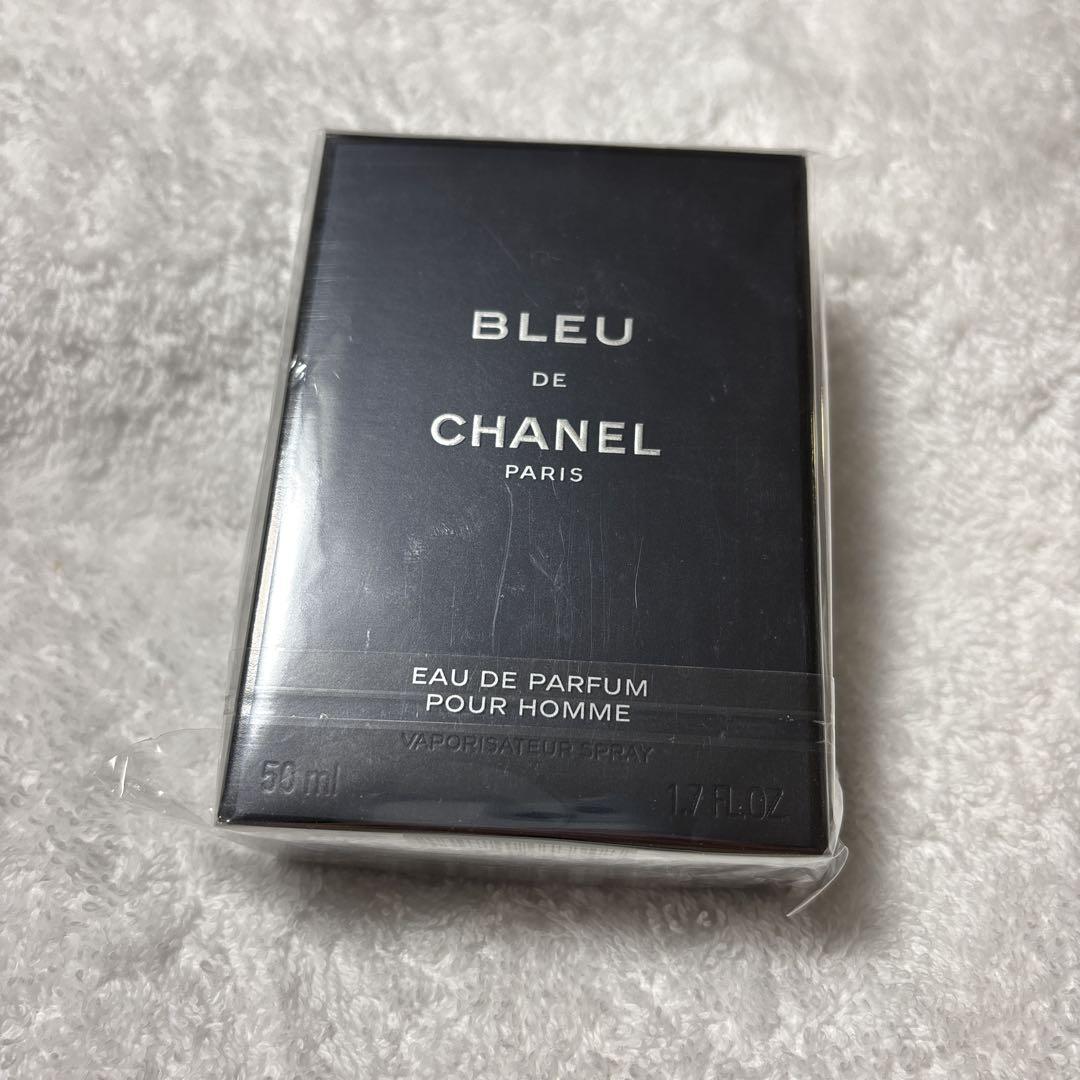 BLEU
DE
CHANEL
PARIS
EAU DE PARFUM
POUR HOMME
VAPORISATEUR SPRAY
50 ml
1.7 FL.OZ